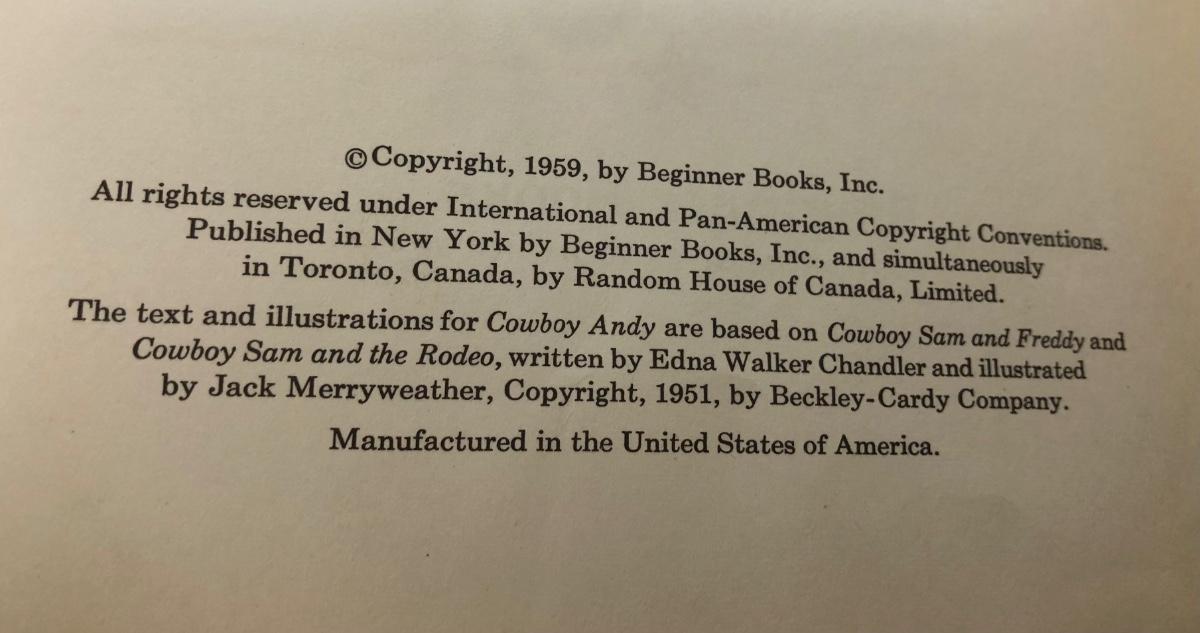 ©Copyright, 1959, by Beginner Books, Inc.
All rights reserved under International and Pan-American Copyright Conventions.
Published in New York by Beginner Books, Inc., and simultaneously
in Toronto, Canada, by Random House of Canada, Limited.
The text and illustrations for Cowboy Andy are based on Cowboy Sam and Freddy and
Cowboy Sam and the Rodeo, written by Edna Walker Chandler and illustrated
by Jack Merryweather, Copyright, 1951, by Beckley-Cardy Company.
Manufactured in the United States of America.